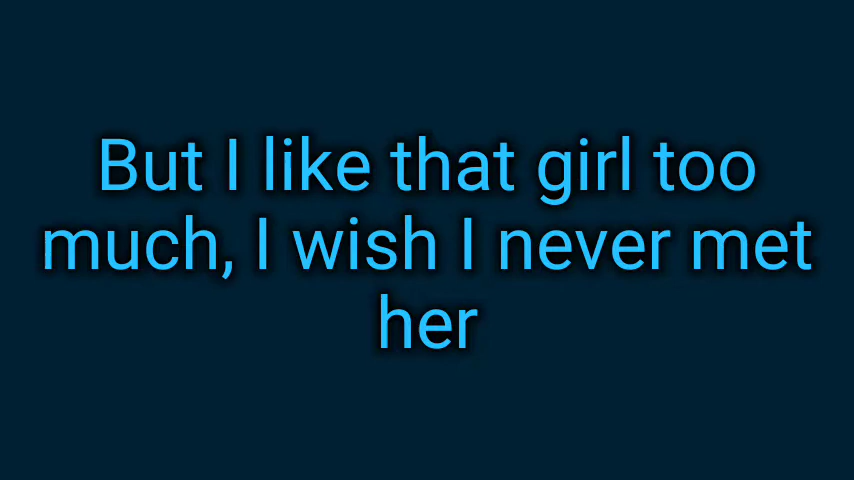 But I like that girl too
much, I wish I never met
her